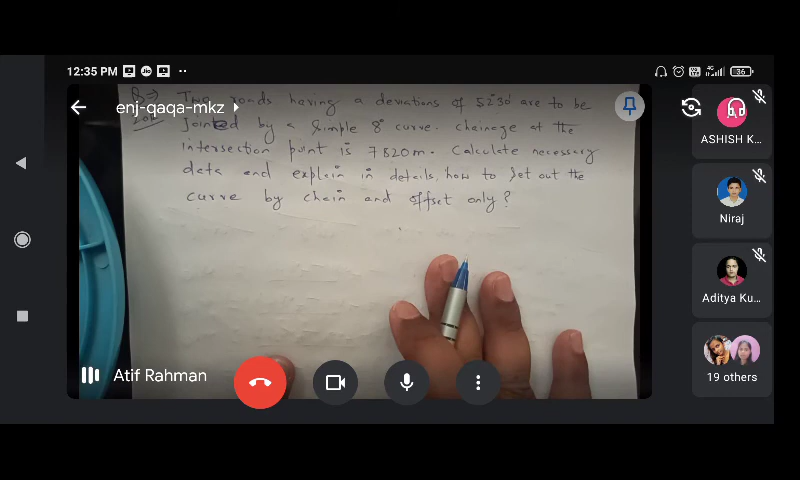 12:35 PM
4G
36
enj-qaqa-mkz
Q=> Two roads having a deviations of 52°30' are to be
joined by a simple 8° curve. chainage at the
intersection point is 7820m. Calculate necessary
data and explain in details, how to set out the
curve by chain and offset only?
ASHISH K...
Niraj
Aditya Ku...
19 others
Atif Rahman